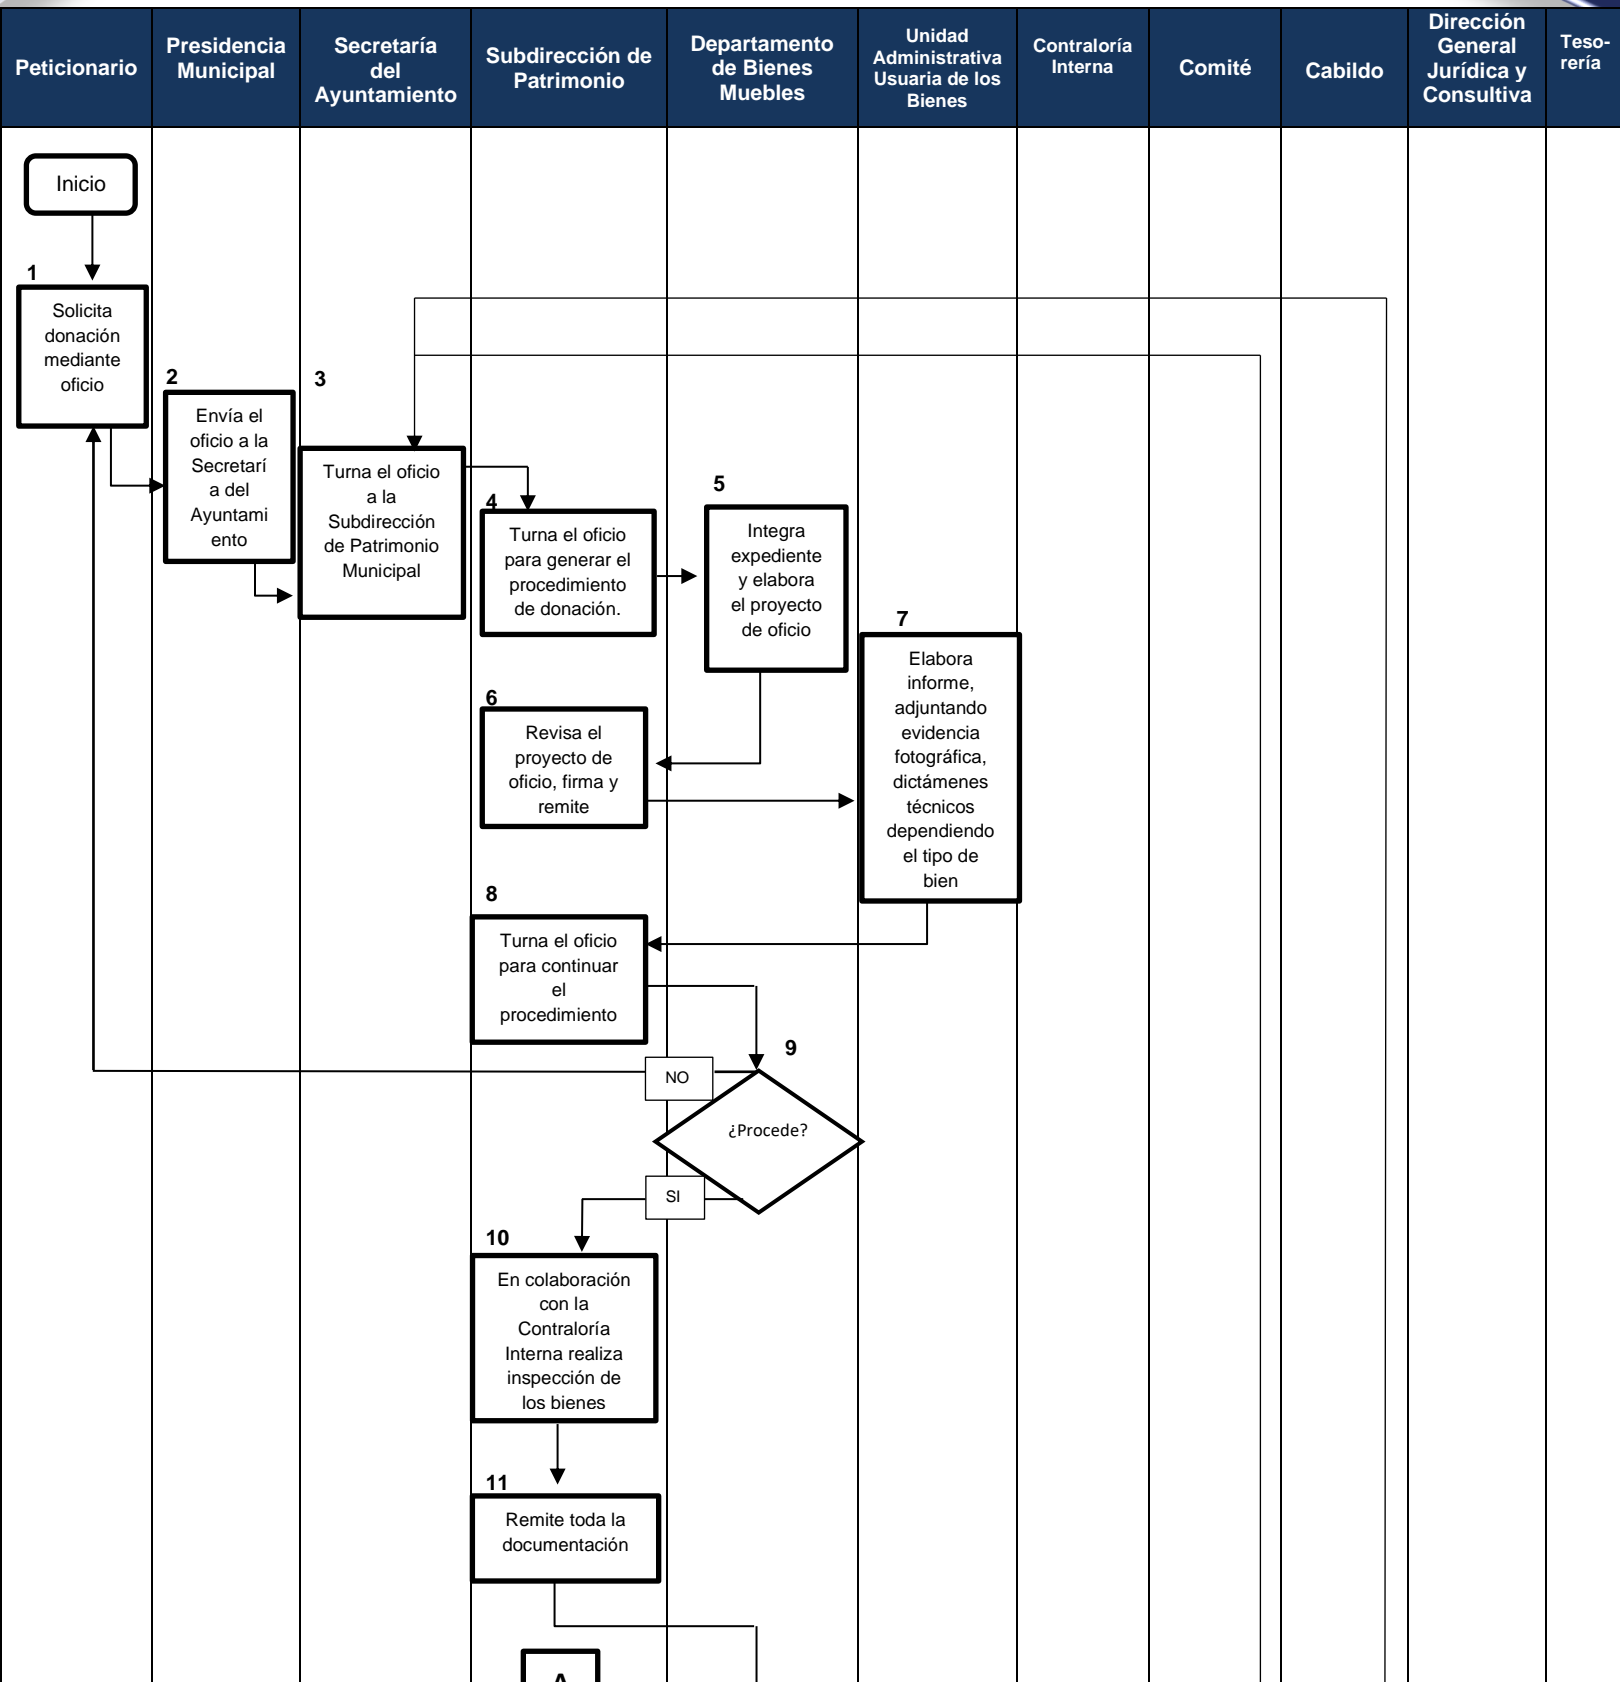 Peticionario
Presidencia
Municipal
Secretaría
del
Ayuntamiento
Subdirección de
Patrimonio
Departamento
de Bienes
Muebles
Unidad
Administrativa
Usuaria de los
Bienes
Contraloría
Interna
Comité
Cabildo
Dirección
General
Jurídica y
Consultiva
Teso-
rería
Inicio
1
Solicita
donación
mediante
oficio
2
Envía el
oficio a la
Secretarí
a del
Ayuntami
ento
3
Turna el oficio
a la
Subdirección
de Patrimonio
Municipal
4
Turna el oficio
para generar el
procedimiento
de donación.
5
Integra
expediente
y elabora
el proyecto
de oficio
6
Revisa el
proyecto de
oficio, firma y
remite
7
Elabora
informe,
adjuntando
evidencia
fotográfica,
dictámenes
técnicos
dependiendo
el tipo de
bien
8
Turna el oficio
para continuar
el
procedimiento
9
NO
¿Procede?
SI
10
En colaboración
con la
Contraloría
Interna realiza
inspección de
los bienes
11
Remite toda la
documentación
A